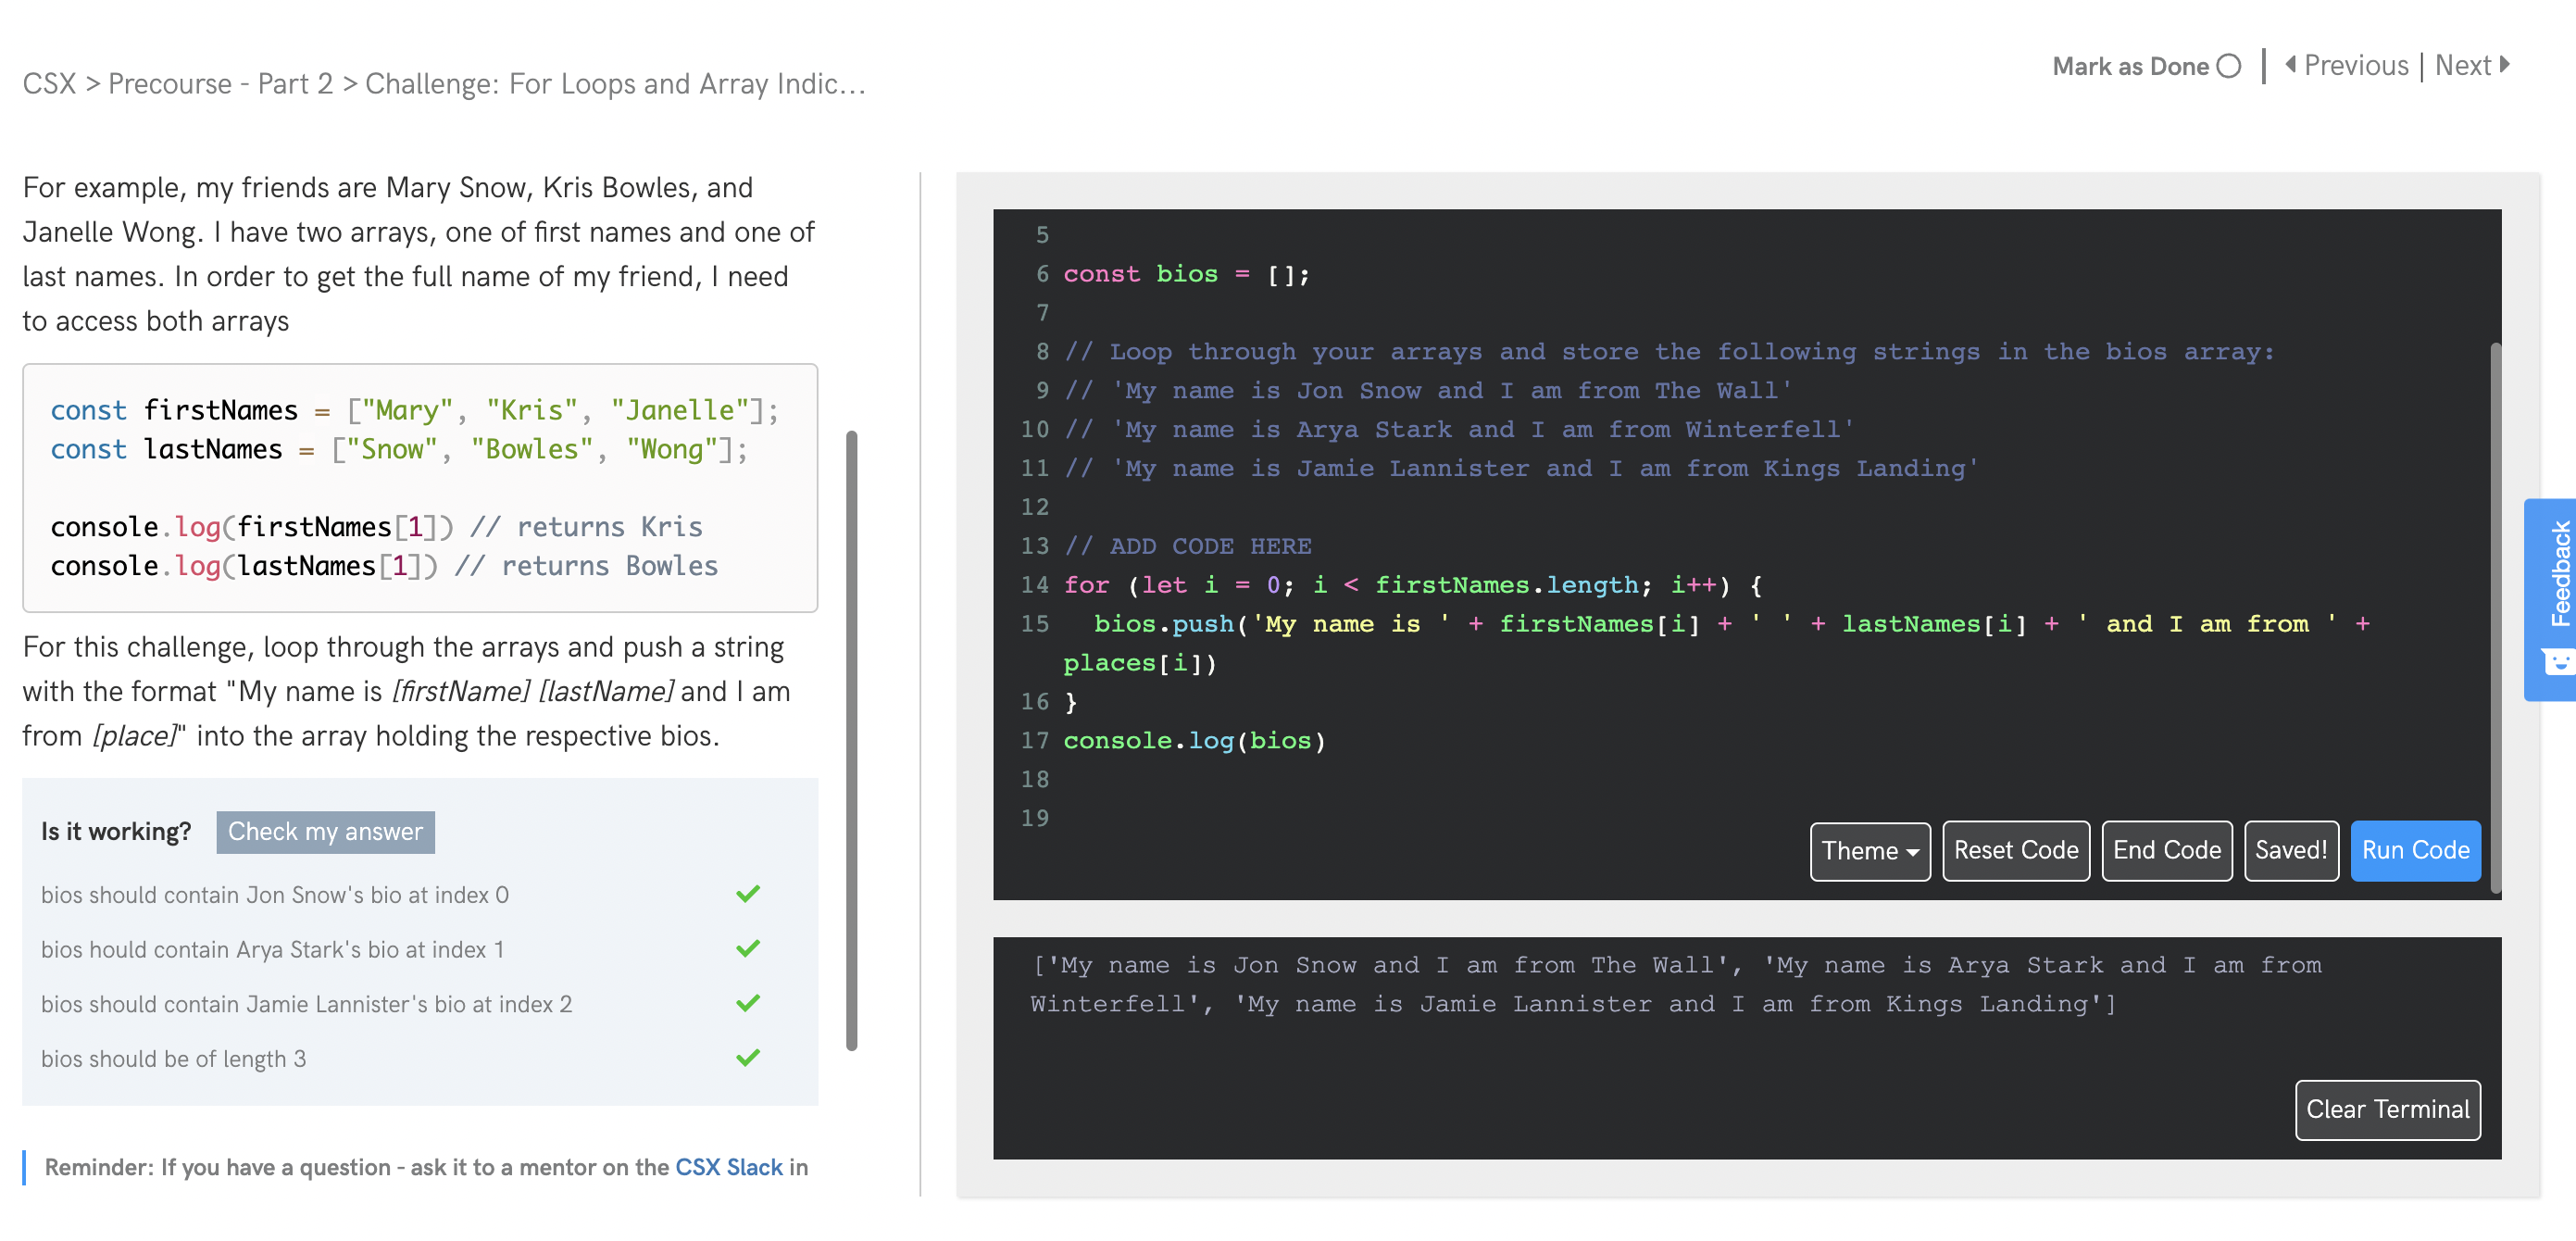 CSX > Precourse - Part 2 > Challenge: For Loops and Array Indic...
Mark as Done
Previous | Next
For example, my friends are Mary Snow, Kris Bowles, and
Janelle Wong. I have two arrays, one of first names and one of
last names. In order to get the full name of my friend, I need
to access both arrays
const firstNames = ["Mary", "Kris", "Janelle"];
const lastNames = ["Snow", "Bowles", "Wong"];
console.log(firstNames[1]) // returns Kris
console.log(lastNames[1]) // returns Bowles
For this challenge, loop through the arrays and push a string
with the format "My name is [firstName] [lastName] and I am
from [place]" into the array holding the respective bios.
Is it working?
Check my answer
bios should contain Jon Snow's bio at index 0
bios hould contain Arya Stark's bio at index 1
bios should contain Jamie Lannister's bio at index 2
bios should be of length 3
Reminder: If you have a question - ask it to a mentor on the CSX Slack in
5
6 const bios = [];
7
8 // Loop through your arrays and store the following strings in the bios array:
9 // 'My name is Jon Snow and I am from The Wall'
10 // 'My name is Arya Stark and I am from Winterfell'
11 // 'My name is Jamie Lannister and I am from Kings Landing'
12
13 // ADD CODE HERE
14 for (let i = 0; i < firstNames.length; i++) {
15 bios.push('My name is ' + firstNames[i] + ' ' + lastNames[i] + ' and I am from ' +
places[i])
16 }
17 console.log(bios)
18
19
Theme
Reset Code
End Code
Saved!
Run Code
['My name is Jon Snow and I am from The Wall', 'My name is Arya Stark and I am from
Winterfell', 'My name is Jamie Lannister and I am from Kings Landing']
Clear Terminal
Feedback